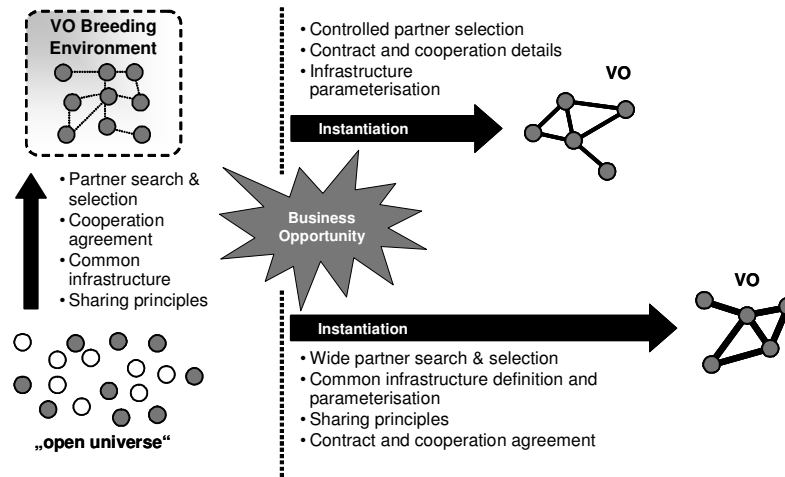 VO Breeding
Environment
• Partner search &
selection
• Cooperation
agreement
• Common
infrastructure
• Sharing principles
„open universe“
• Controlled partner selection
• Contract and cooperation details
• Infrastructure
parameterisation
VO
Instantiation
Business
Opportunity
VO
Instantiation
• Wide partner search & selection
• Common infrastructure definition and
parameterisation
• Sharing principles
• Contract and cooperation agreement